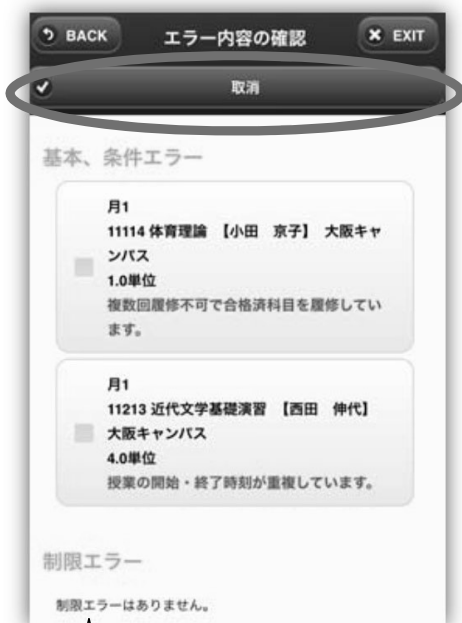 BACK エラー内容の確認 EXIT
取消
基本、条件エラー
月1
11114 体育理論 【小田 京子】 大阪キャ
ンパス
1.0単位
複数回履修不可で合格済科目を履修してい
ます。
月1
11213 近代文学基礎演習 【西田 伸代】
大阪キャンパス
4.0単位
授業の開始・終了時刻が重複しています。
制限エラー
制限エラーはありません。